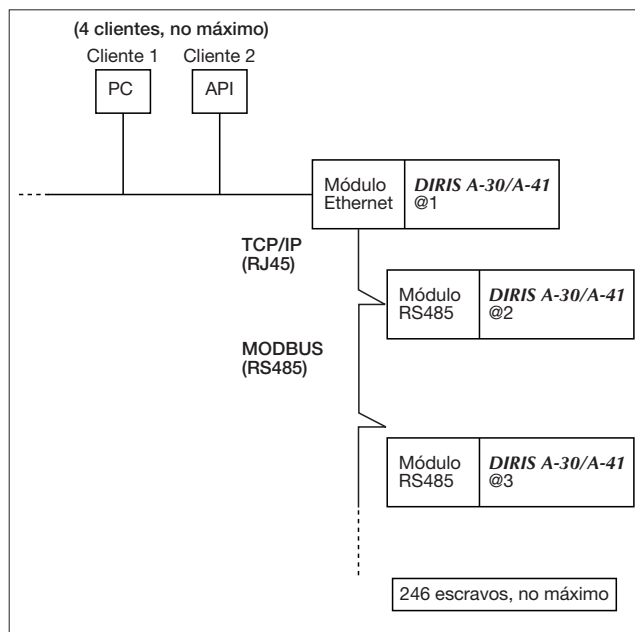 (4 clientes, no máximo)
Cliente 1
Cliente 2
PC
API
Módulo
Ethernet
DIRIS A-30/A-41
@1
TCP/IP
(RJ45)
Módulo
RS485
DIRIS A-30/A-41
@2
MODBUS
(RS485)
Módulo
RS485
DIRIS A-30/A-41
@3
246 escravos, no máximo